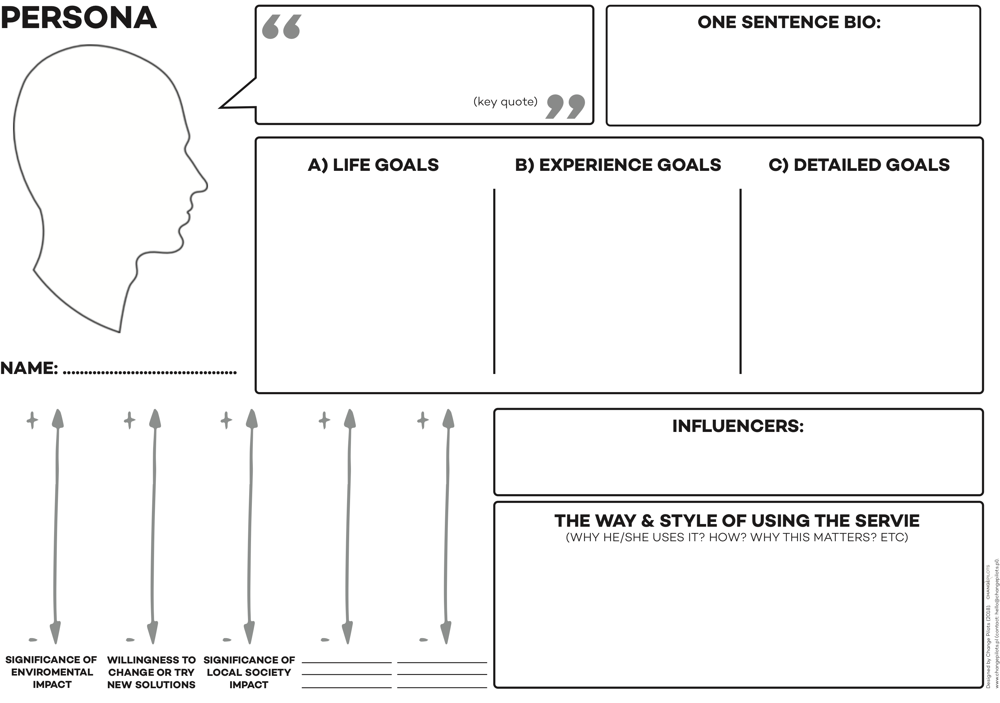 PERSONA
“
(key quote) ”
ONE SENTENCE BIO:
A) LIFE GOALS
B) EXPERIENCE GOALS
C) DETAILED GOALS
NAME: .........................................
+ + + + +
- - - - -
SIGNIFICANCE OF
ENVIROMENTAL
IMPACT
WILLINGNESS TO
CHANGE OR TRY
NEW SOLUTIONS
SIGNIFICANCE OF
LOCAL SOCIETY
IMPACT
INFLUENCERS:
THE WAY & STYLE OF USING THE SERVIE
(WHY HE/SHE USES IT? HOW? WHY THIS MATTERS? ETC)
Designed by Change Pilots (2018). CHANGEPILOTS
www.changepilots.pl (contact: hello@changepilots.pl).